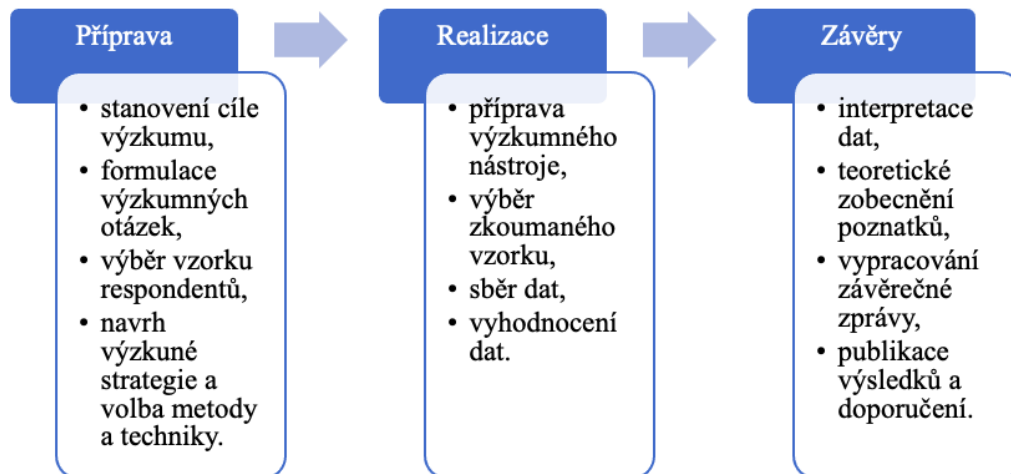 Příprava
• stanovení cíle
výzkumu,
• formulace
výzkumných
otázek,
• výběr vzorku
respondentů,
• navrh
výzkuné
strategie a
volba metody
a techniky.
Realizace
• příprava
výzkumného
nástroje,
• výběr
zkoumaného
vzorku,
• sběr dat,
• vyhodnocení
dat.
Závěry
• interpretace
dat,
• teoretické
zobecnění
poznatků,
• vypracování
závěrečné
zprávy,
• publikace
výsledků a
doporučení.